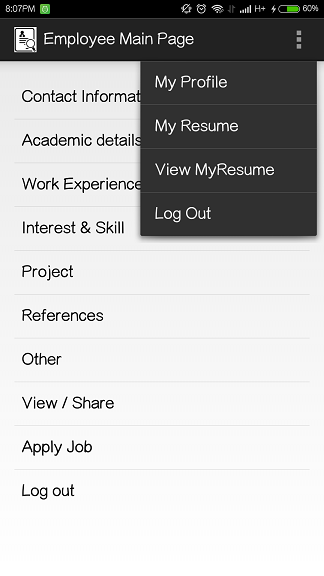 8:07PM
H+
60%
Employee Main Page
My Profile
My Resume
View MyResume
Log Out
Contact Informat
Academic details
Work Experience
Interest & Skill
Project
References
Other
View / Share
Apply Job
Log out